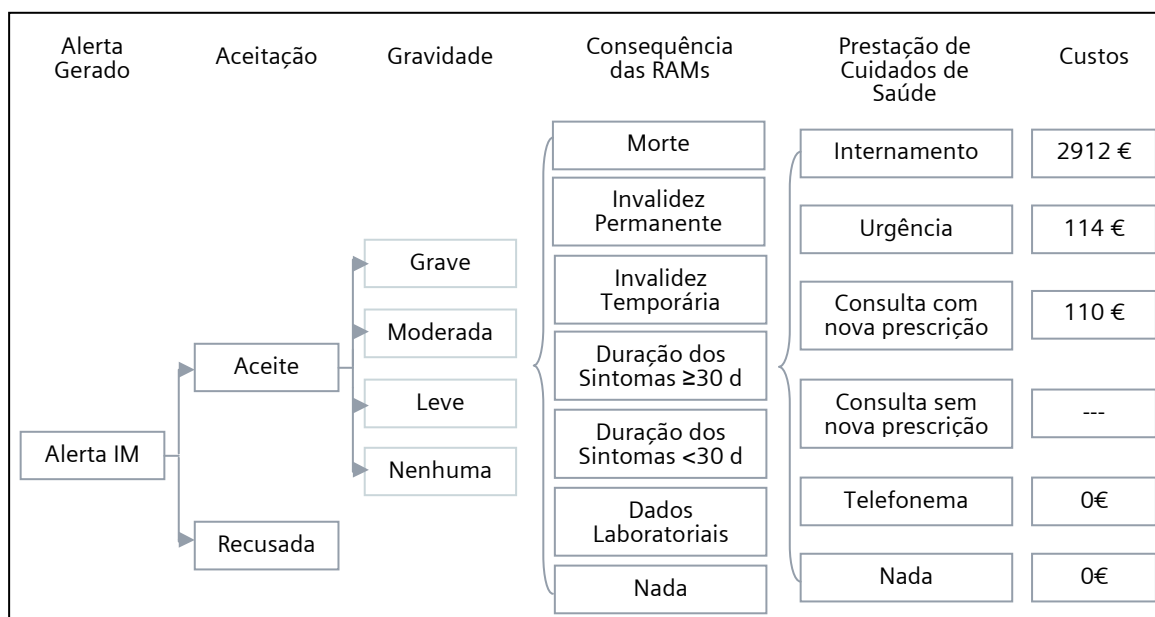 Alerta
Gerado
Aceitação
Gravidade
Consequência
das RAMs
Prestação de
Cuidados de
Saúde
Custos
Alerta IM
Aceite
Recusada
Grave
Moderada
Leve
Nenhuma
Morte
Invalidez
Permanente
Invalidez
Temporária
Duração dos
Sintomas ≥30 d
Duração dos
Sintomas <30 d
Dados
Laboratoriais
Nada
Internamento
2912 €
Urgência
114 €
Consulta com
nova prescrição
110 €
Consulta sem
nova prescrição
---
Telefonema
0€
Nada
0€